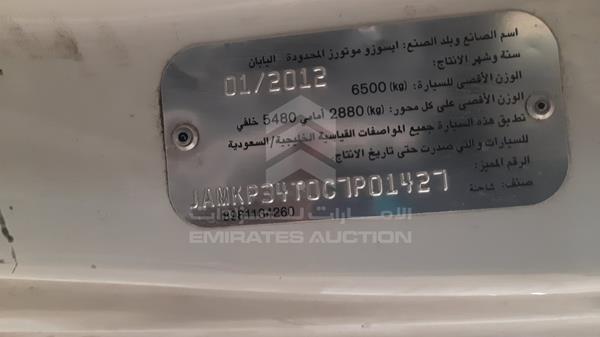 اسم الصانع وبلد الصنع: ايسوزو موتورز المحدودة - اليابان
سنة وشهر الانتاج: 01/2012
الوزن الأقصى للسيارة: 6500 (kg)
الوزن الأقصى على كل محور: (kg) 2880 أمامي 5480 خلفي
تطبق هذه السيارة جميع المواصفات القياسية الخليجية/السعودية
للسيارات والتي صدرت حتى تاريخ الانتاج
الرقم المميز: JAMKP34T0C7P01427
صنف: شاحنة
الإمارات للمزادات
EMIRATES AUCTION